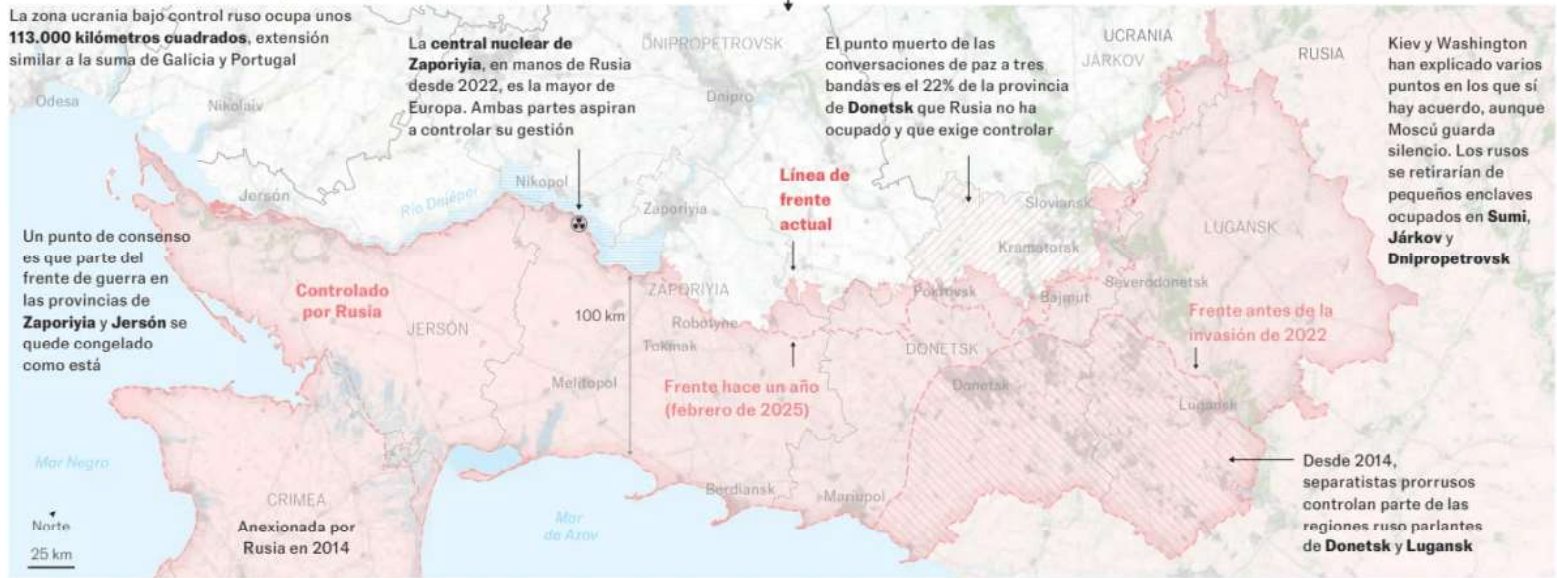 La zona ucrania bajo control ruso ocupa unos
113.000 kilómetros cuadrados, extensión
similar a la suma de Galicia y Portugal
La central nuclear de
Zaporiyia, en manos de Rusia
desde 2022, es la mayor de
Europa. Ambas partes aspiran
a controlar su gestión
El punto muerto de las
conversaciones de paz a tres
bandas es el 22% de la provincia
de Donetsk que Rusia no ha
ocupado y que exige controlar
Kiev y Washington
han explicado varios
puntos en los que sí
hay acuerdo, aunque
Moscú guarda
silencio. Los rusos
se retirarían de
pequeños enclaves
ocupados en Sumi,
Járkov y
Dnipropetrovsk
DNIPROPETROVSK
UCRANIA
JÁRKOV
RUSIA
Odesa
Nikolaiv
Dnipro
Jersón
Río Dniéper
Nikopol
Zaporiyia
Línea de
frente
actual
Sloviansk
Kramatorsk
LUGANSK
Un punto de consenso
es que parte del
frente de guerra en
las provincias de
Zaporiyia y Jersón se
quede congelado
como está
Controlado
por Rusia
JERSÓN
ZAPORIYIA
100 km
Robotyne
Tokmak
Melitopol
Pokrovsk
Bajmut
Severodonetsk
DONETSK
Frente antes de la
invasión de 2022
Frente hace un año
(febrero de 2025)
Donetsk
Lugansk
Mar Negro
CRIMEA
Anexionada por
Rusia en 2014
Norte
25 km
Berdiansk
Mariupol
Mar
de Azov
Desde 2014,
separatistas prorrusos
controlan parte de las
regiones ruso parlantes
de Donetsk y Lugansk